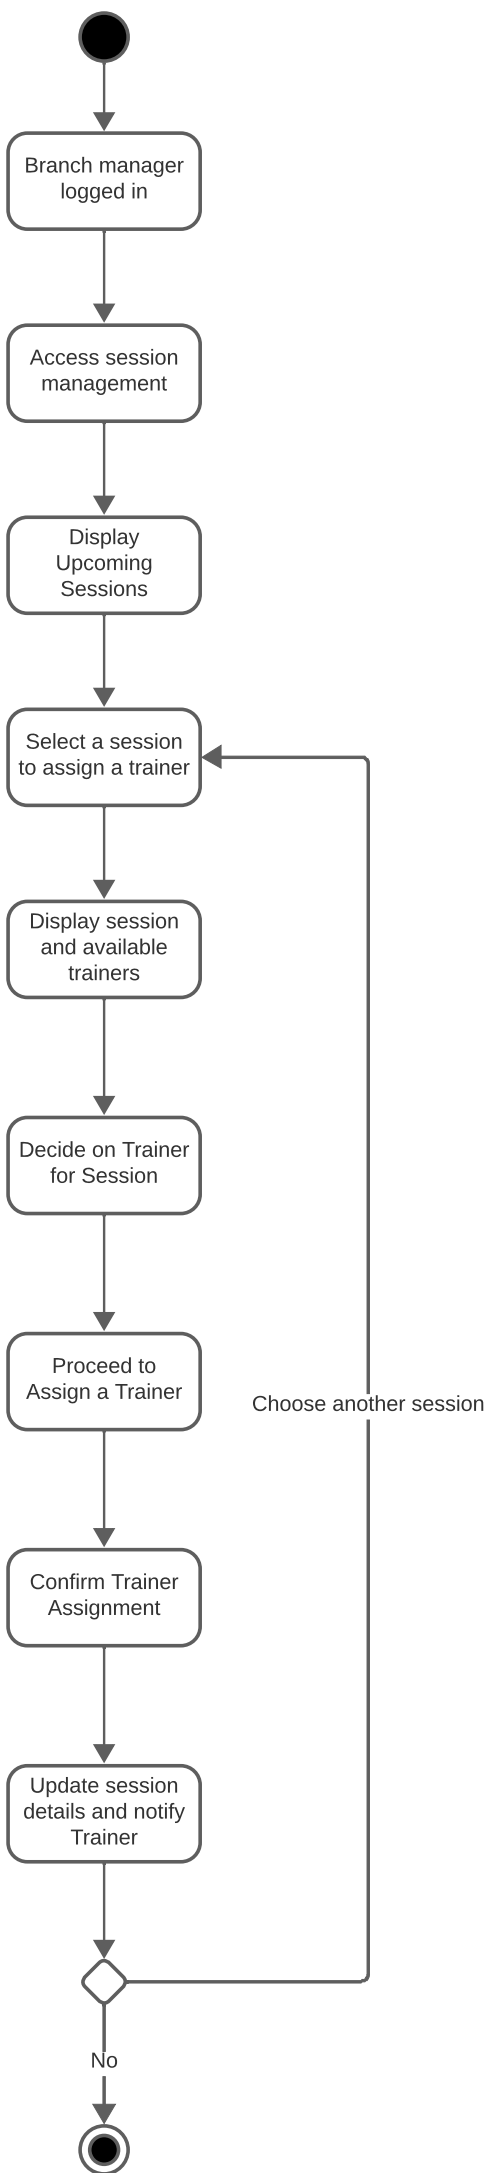 Branch manager
logged in
Access session
management
Display
Upcoming
Sessions
Select a session
to assign a trainer
Display session
and available
trainers
Decide on Trainer
for Session
Proceed to
Assign a Trainer
Choose another session
Confirm Trainer
Assignment
Update session
details and notify
Trainer
No